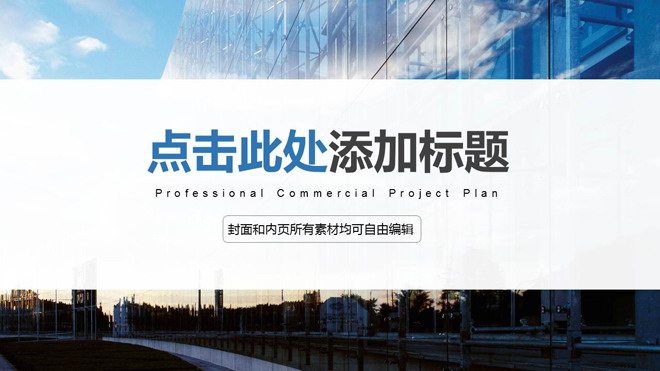 点击此处添加标题
Professional Commercial Project Plan
封面和内页所有素材均可自由编辑